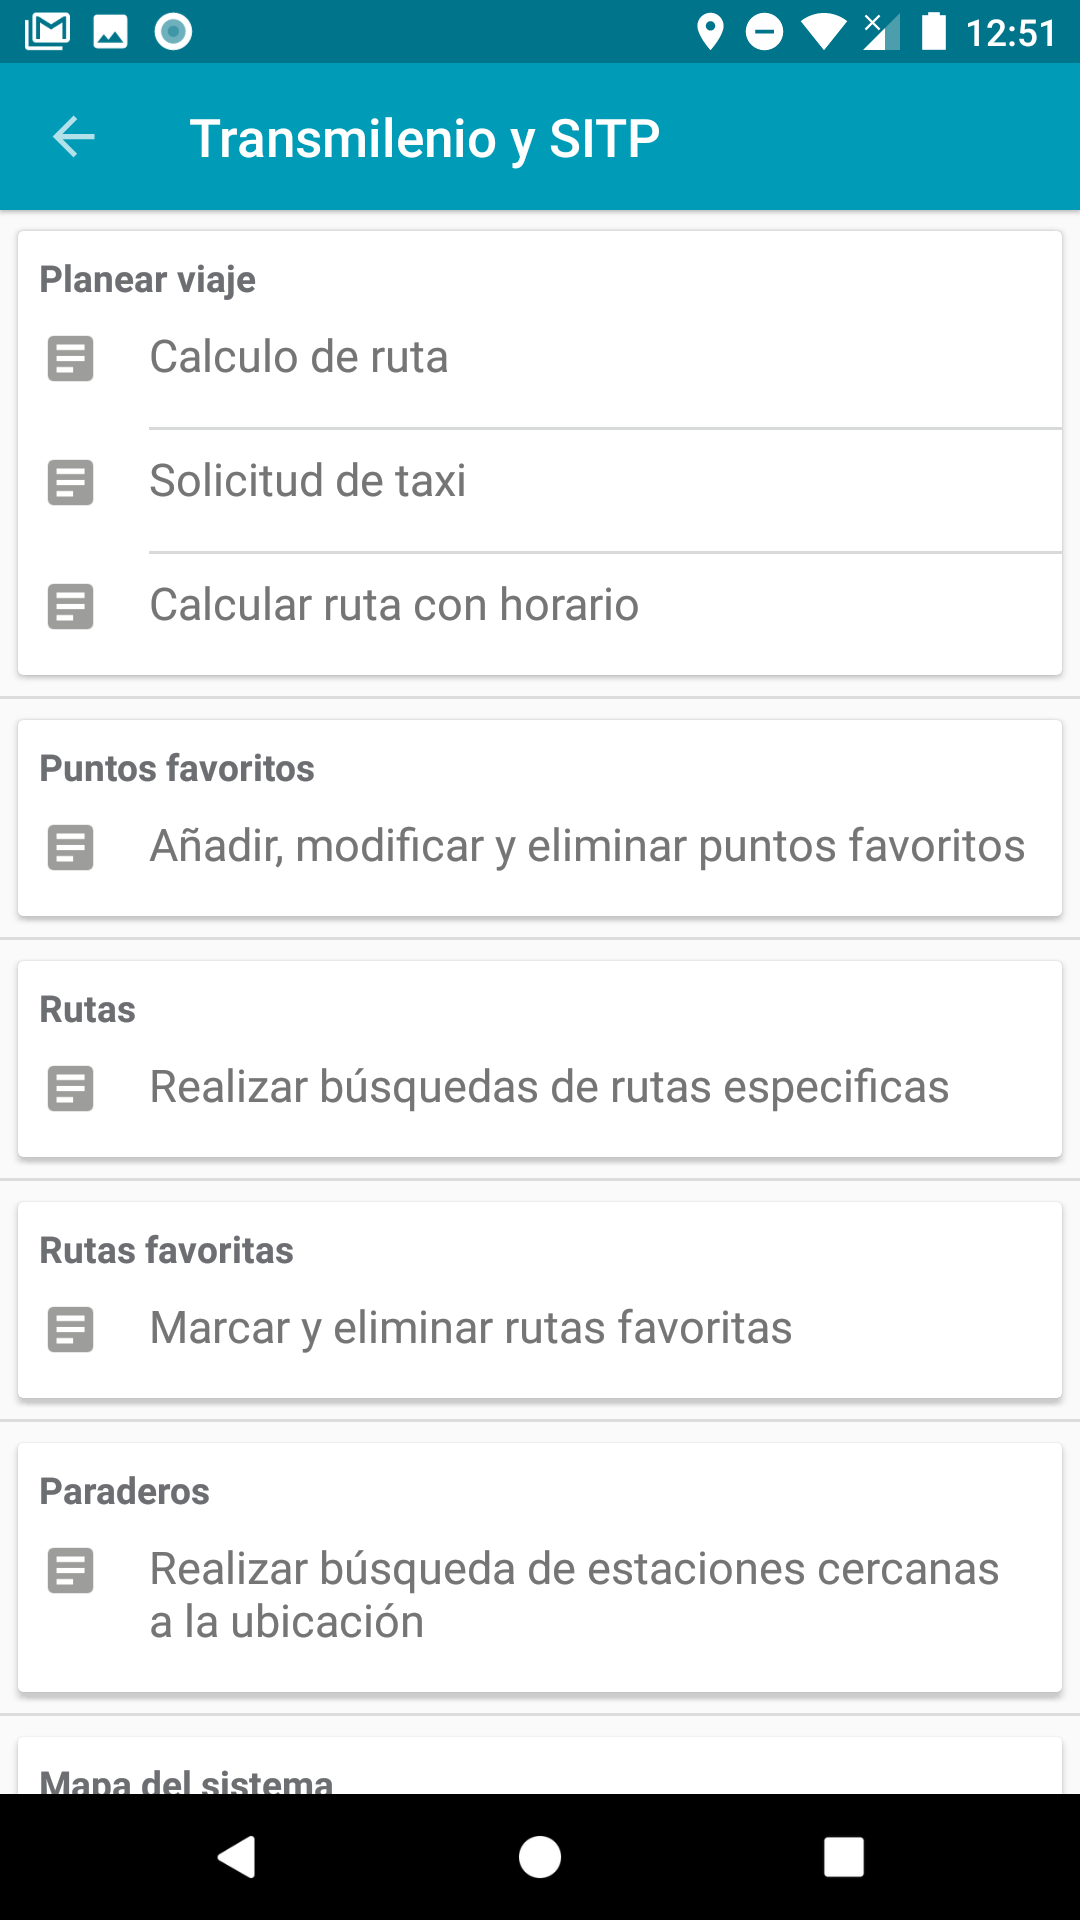 12:51
Transmilenio y SITP
Planear viaje
Calculo de ruta
Solicitud de taxi
Calcular ruta con horario
Puntos favoritos
Añadir, modificar y eliminar puntos favoritos
Rutas
Realizar búsquedas de rutas especificas
Rutas favoritas
Marcar y eliminar rutas favoritas
Paraderos
Realizar búsqueda de estaciones cercanas
a la ubicación
Mapa del sistema